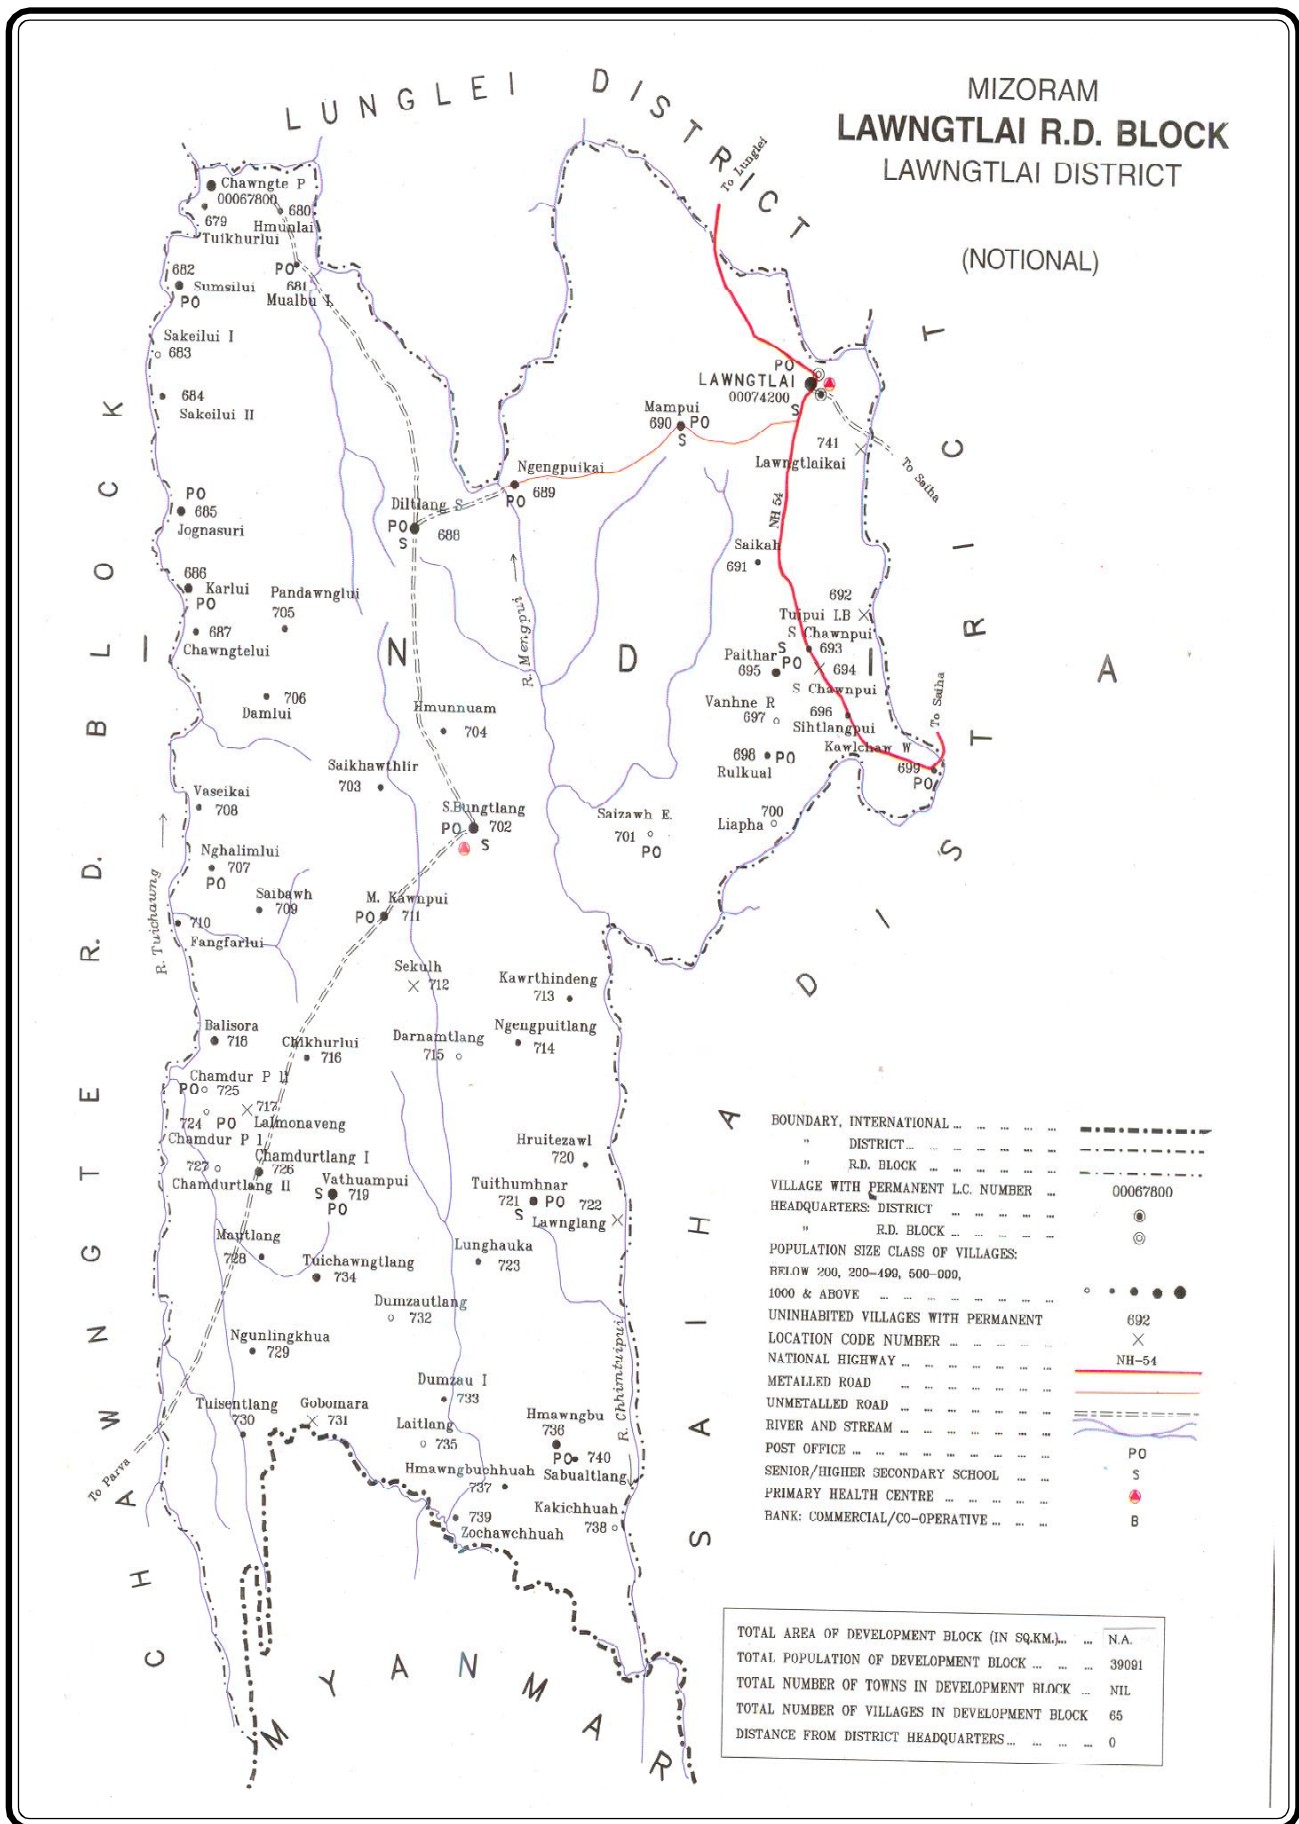 MIZORAM
LAWNGTLAI R.D. BLOCK
LAWNGTLAI DISTRICT
(NOTIONAL)
LUNGLEI DISTRICT
To Lunglei
Chawngte P
00067800
679
Tuikhurlui
680
Hmunlai
PO
681
Mualbu I
682
Sumsilui
PO
Sakeilui I
683
684
Sakeilui II
PO
685
Jognasuri
686
Karlui
PO
687
Chawngtelui
Pandawnglui
705
706
Damlui
PO
LAWNGTLAI
00074200
S
Mampui
690 PO
S
741
Lawngtlaikai
To Saiha
Ngengpuikai
689
PO
Diltlang S
PO
S
688
NH 54
Saikah
691
692
Tuipui I.B
S Chawnpui
S
693
Paithar
PO
695
694
S Chawnpui
Vanhne R
697
696
Sihtlangpui
Kawlchaw W
699
PO
To Saiha
698 PO
Rulkual
700
Liapha
Saizawh E.
701
PO
R. Mengpui
Hmunnuam
704
Saikhawthlir
703
S.Bungtlang
PO 702
S
Vaseikai
708
Nghalimlui
707
PO
Saibawh
709
M. Kawnpui
PO 711
710
Fangfarlui
R. Tuichawng
Sekulh
712
Kawrthindeng
713
Ngengpuitlang
714
Darnamtlang
715
Balisora
718
Chikhurlui
716
Chamdur P II
PO 725
724 PO
717
Lalmonaveng
Chamdur P I
727
Chamdurtlang I
726
Chamdurtlang II
Vathuampui
S 719
PO
Hruitezawl
720
Tuithumhnar
721 PO
S
722
Lawnglang
Mautlang
728
Tuichawngtlang
734
Lunghauka
723
Dumzautlang
732
Ngunlingkhua
729
Dumzau I
733
Tuisentlang
730
Gobomara
731
Laitlang
735
Hmawngbu
736
PO 740
Sabualtlang
Hmawngbuchhuah
737
739
Zochawchhuah
Kakichhuah
738
R. Chhimtuipui
To Parva
CHAWNGTE R.D. BLOCK
I N D I A
SAIHA DISTRICT
MYANMAR
BOUNDARY, INTERNATIONAL ... ... ... ... ...
" DISTRICT... ... ... ... ... ...
" R.D. BLOCK ... ... ... ... ... ...
VILLAGE WITH PERMANENT L.C. NUMBER ... 00067800
HEADQUARTERS: DISTRICT ... ... ... ... ...
" R.D. BLOCK ... ... ... ... ...
POPULATION SIZE CLASS OF VILLAGES:
BELOW 200, 200-499, 500-999,
1000 & ABOVE ... ... ... ... ... ... ...
UNINHABITED VILLAGES WITH PERMANENT 692
LOCATION CODE NUMBER ... ... ... ... ...
NATIONAL HIGHWAY ... ... ... ... ... ... ... NH-54
METALLED ROAD ... ... ... ... ... ... ...
UNMETALLED ROAD ... ... ... ... ... ... ...
RIVER AND STREAM ... ... ... ... ... ... ...
POST OFFICE ... ... ... ... ... ... ... ... ... PO
SENIOR/HIGHER SECONDARY SCHOOL ... ... S
PRIMARY HEALTH CENTRE ... ... ... ... ...
BANK: COMMERCIAL/CO-OPERATIVE ... ... ... B
TOTAL AREA OF DEVELOPMENT BLOCK (IN SQ.KM.)... ... N.A.
TOTAL POPULATION OF DEVELOPMENT BLOCK ... ... ... 39091
TOTAL NUMBER OF TOWNS IN DEVELOPMENT BLOCK ... NIL
TOTAL NUMBER OF VILLAGES IN DEVELOPMENT BLOCK 65
DISTANCE FROM DISTRICT HEADQUARTERS ... ... ... ... 0